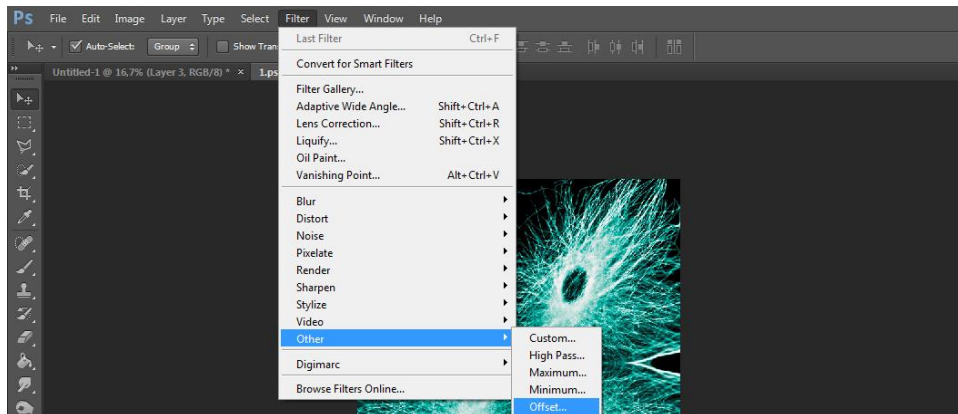 Ps File Edit Image Layer Type Select Filter View Window Help
Auto-Select: Group Show Tran
Untitled-1 @ 16,7% (Layer 3, RGB/8) * × 1.ps
Last Filter Ctrl+F
Convert for Smart Filters
Filter Gallery...
Adaptive Wide Angle... Shift+Ctrl+A
Lens Correction... Shift+Ctrl+R
Liquify... Shift+Ctrl+X
Oil Paint...
Vanishing Point... Alt+Ctrl+V
Blur
Distort
Noise
Pixelate
Render
Sharpen
Stylize
Video
Other
Digimarc
Browse Filters Online...
Custom...
High Pass...
Maximum...
Minimum...
Offset...